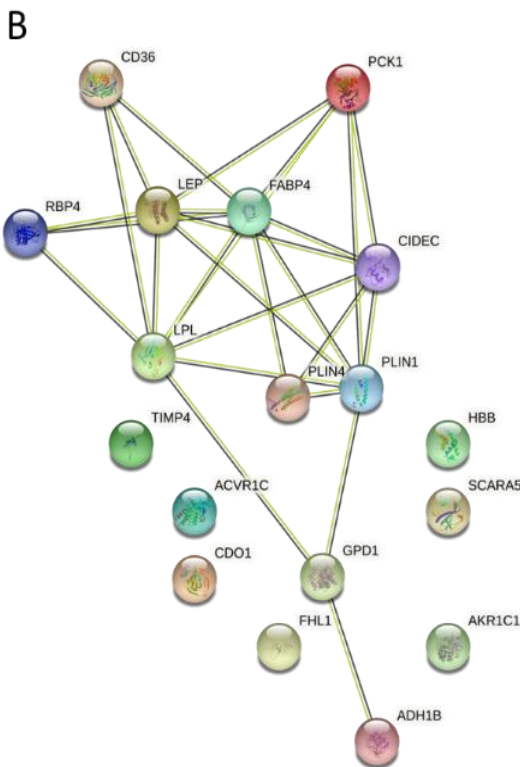 B
CD36
PCK1
LEP
FABP4
RBP4
CIDEC
LPL
PLIN4
PLIN1
TIMP4
HBB
ACVR1C
SCARA5
CDO1
GPD1
FHL1
AKR1C1
ADH1B